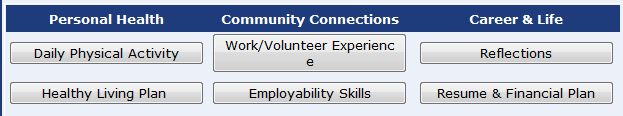 Personal Health Community Connections Career & Life
Daily Physical Activity Work/Volunteer Experienc
e Reflections
Healthy Living Plan Employability Skills Resume & Financial Plan